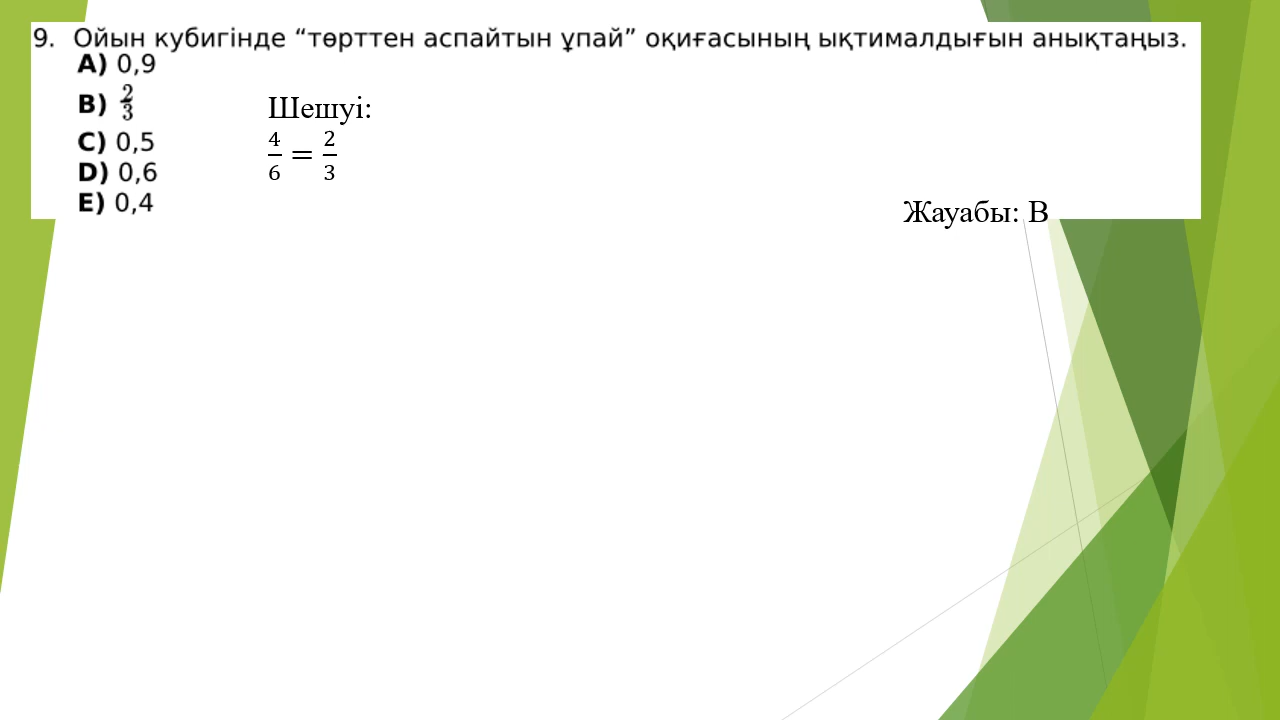 9. Ойын кубигінде “төрттен аспайтын ұпай” оқиғасының ықтималдығын анықтаңыз.
A) 0,9
B) 2/3
C) 0,5
D) 0,6
E) 0,4
Шешуі:
4/6 = 2/3
Жауабы: В